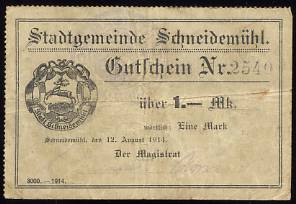 Stadtgemeinde Schneidemühl.
Gutschein Nr. 2540
über 1.— Mk.
wörtlich: Eine Mark
Schneidemühl, den 12. August 1914.
Der Magistrat
3000.—1914.